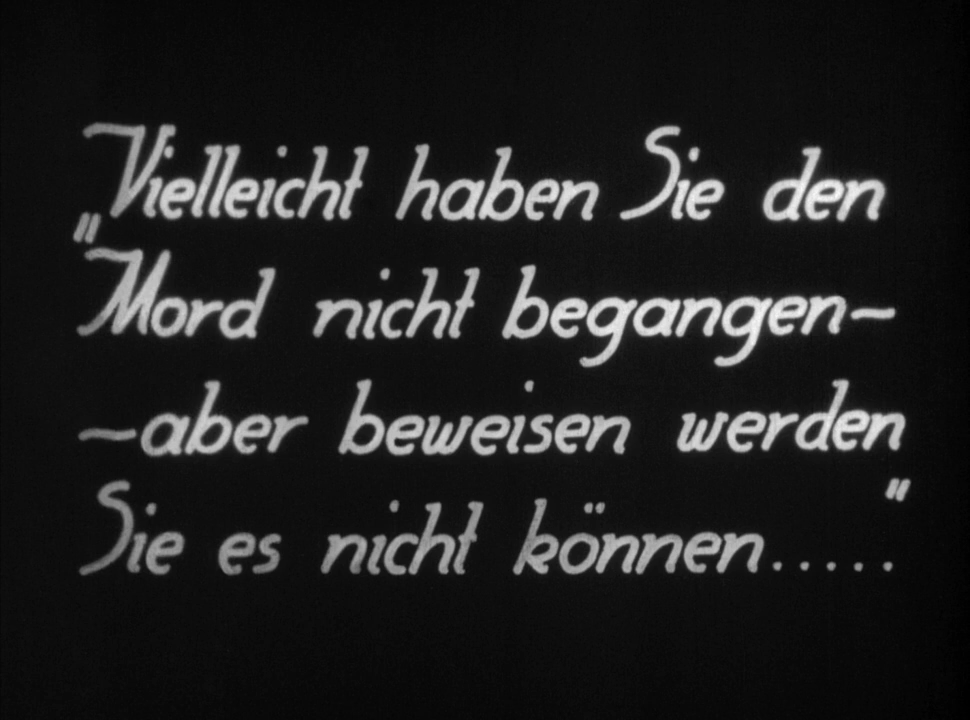 „Vielleicht haben Sie den
Mord nicht begangen–
–aber beweisen werden
Sie es nicht können.....“